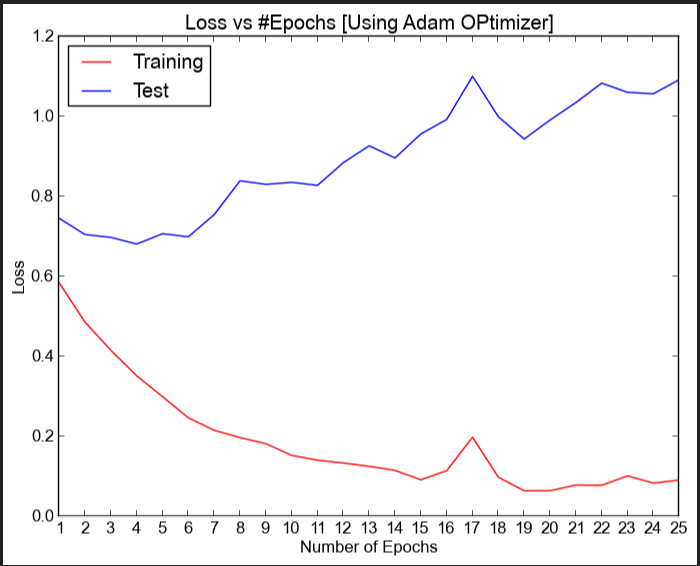 Loss vs #Epochs [Using Adam OPtimizer]
Training
Test
1.2
1.0
0.8
0.6
0.4
0.2
0.0
Loss
1 2 3 4 5 6 7 8 9 10 11 12 13 14 15 16 17 18 19 20 21 22 23 24 25
Number of Epochs